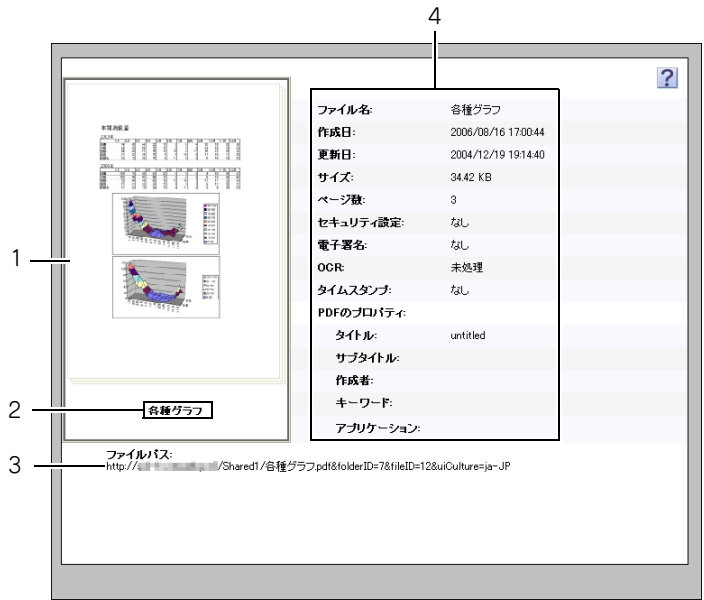 4
?
ファイル名: 各種グラフ
作成日: 2006/08/16 17:00:44
更新日: 2004/12/19 19:14:40
サイズ: 34.42 KB
ページ数: 3
セキュリティ設定: なし
電子署名: なし
OCR: 未処理
タイムスタンプ: なし
PDFのプロパティ:
タイトル: untitled
サブタイトル:
作成者:
キーワード:
アプリケーション:
1
年間消費量
2
各種グラフ
3
ファイルパス:
http:// /Shared1/各種グラフ.pdf&folderID=7&fileID=12&uiCulture=ja-JP